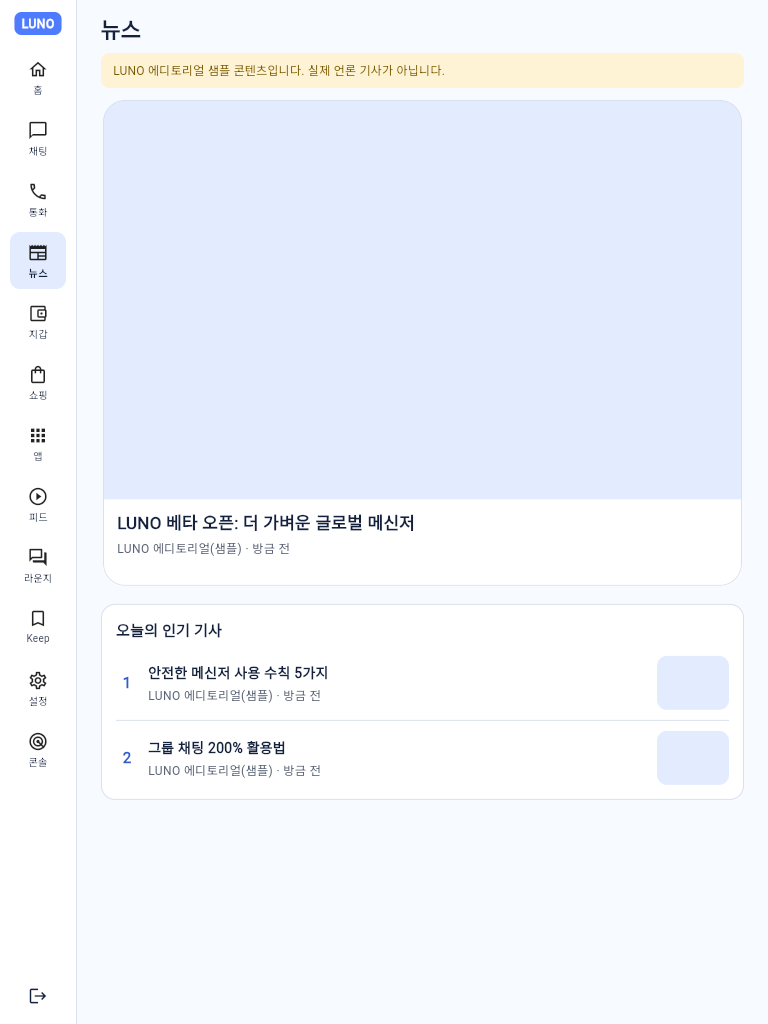 LUNO
홈
채팅
통화
뉴스
지갑
쇼핑
앱
피드
라운지
Keep
설정
콘솔
뉴스
LUNO 에디토리얼 샘플 콘텐츠입니다. 실제 언론 기사가 아닙니다.
LUNO 베타 오픈: 더 가벼운 글로벌 메신저
LUNO 에디토리얼(샘플) · 방금 전
오늘의 인기 기사
1
안전한 메신저 사용 수칙 5가지
LUNO 에디토리얼(샘플) · 방금 전
2
그룹 채팅 200% 활용법
LUNO 에디토리얼(샘플) · 방금 전